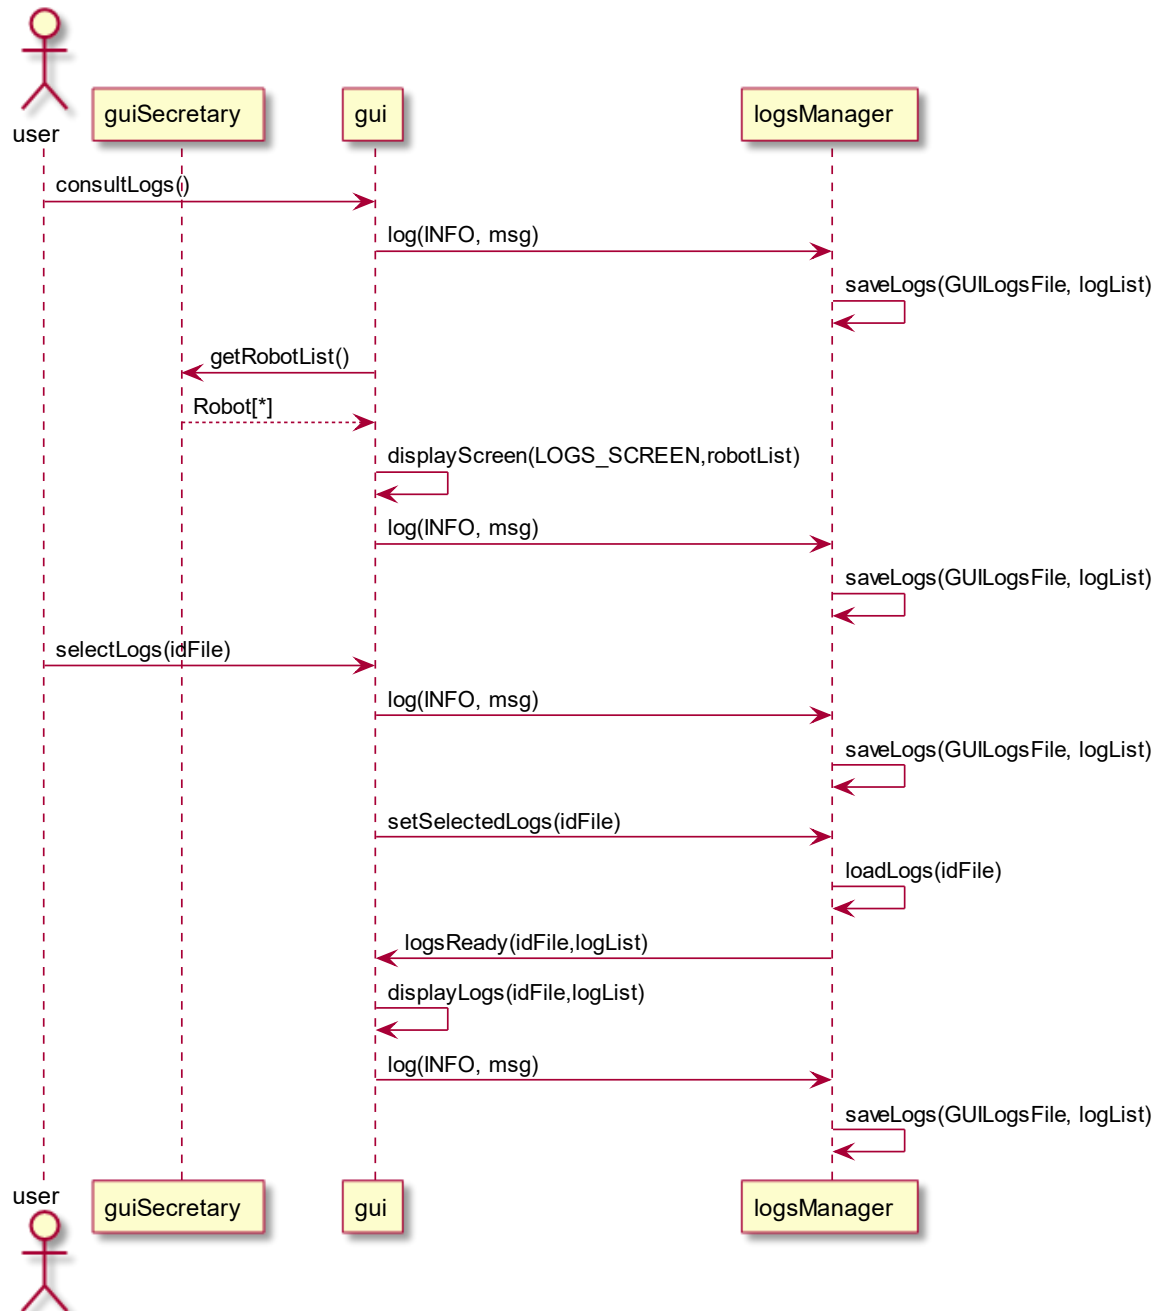 user
guiSecretary
gui
logsManager
consultLogs()
log(INFO, msg)
saveLogs(GUILogsFile, logList)
getRobotList()
Robot[*]
displayScreen(LOGS_SCREEN,robotList)
log(INFO, msg)
saveLogs(GUILogsFile, logList)
selectLogs(idFile)
log(INFO, msg)
saveLogs(GUILogsFile, logList)
setSelectedLogs(idFile)
loadLogs(idFile)
logsReady(idFile,logList)
displayLogs(idFile,logList)
log(INFO, msg)
saveLogs(GUILogsFile, logList)
user
guiSecretary
gui
logsManager